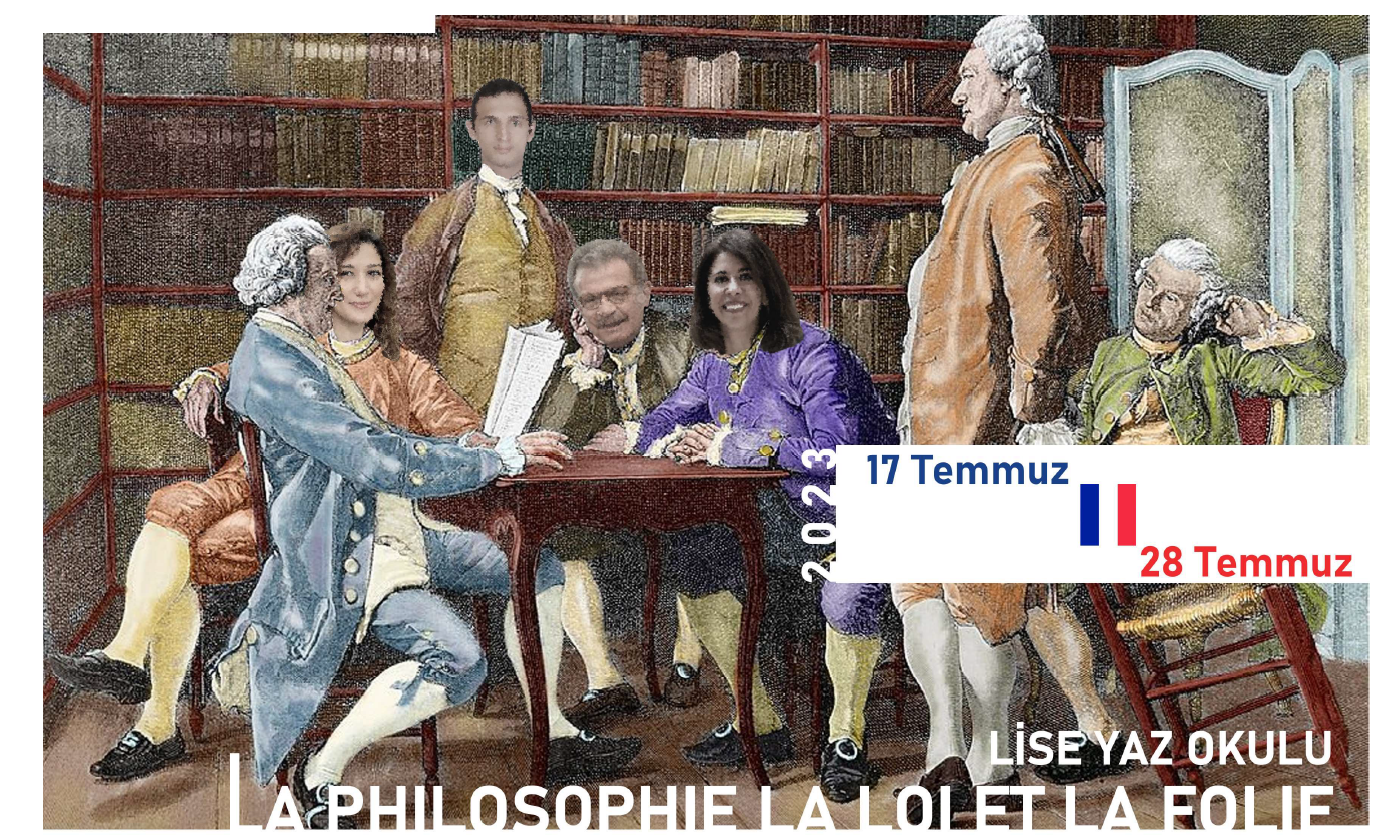 2023
17 Temmuz
28 Temmuz
LİSE YAZ OKULU
LA PHILOSOPHIE LA LOI ET LA FOLIE